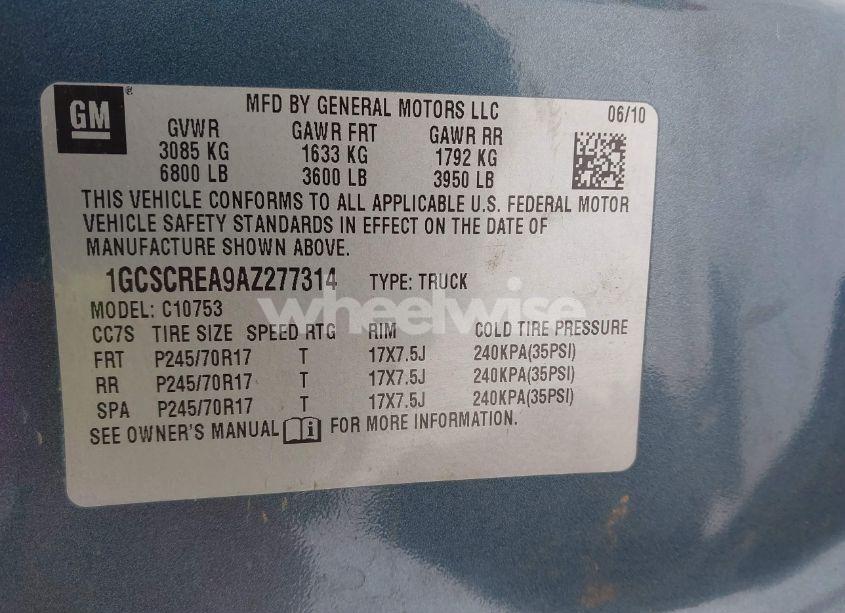 GM
MFD BY GENERAL MOTORS LLC 06/10
GVWR GAWR FRT GAWR RR
3085 KG 1633 KG 1792 KG
6800 LB 3600 LB 3950 LB
THIS VEHICLE CONFORMS TO ALL APPLICABLE U.S. FEDERAL MOTOR
VEHICLE SAFETY STANDARDS IN EFFECT ON THE DATE OF
MANUFACTURE SHOWN ABOVE.
1GCSCREA9AZ277314 TYPE: TRUCK
wheelwise
MODEL: C10753
CC7S TIRE SIZE SPEED RTG RIM COLD TIRE PRESSURE
FRT P245/70R17 T 17X7.5J 240KPA(35PSI)
RR P245/70R17 T 17X7.5J 240KPA(35PSI)
SPA P245/70R17 T 17X7.5J 240KPA(35PSI)
SEE OWNER'S MANUAL i FOR MORE INFORMATION.